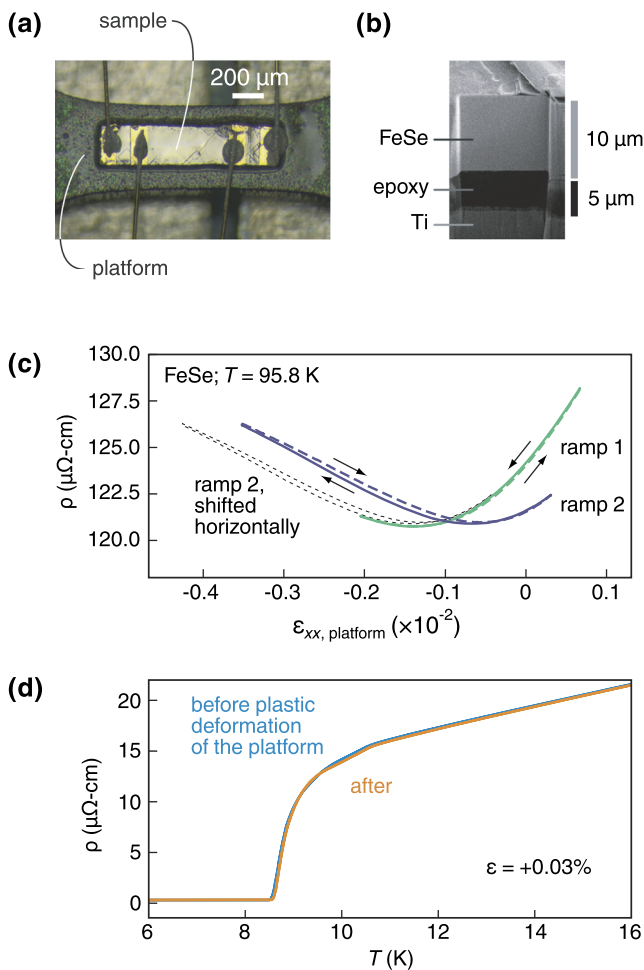 (a)
sample
200 μm
platform
(b)
FeSe
epoxy
Ti
10 μm
5 μm
(c)
130.0
127.5
125.0
122.5
120.0
ρ (μΩ-cm)
FeSe; T = 95.8 K
ramp 1
ramp 2
ramp 2,
shifted
horizontally
-0.4
-0.3
-0.2
-0.1
0
0.1
εxx, platform (×10-2)
(d)
20
15
10
5
0
ρ (μΩ-cm)
before plastic
deformation
of the platform
after
ε = +0.03%
6
8
10
12
14
16
T (K)